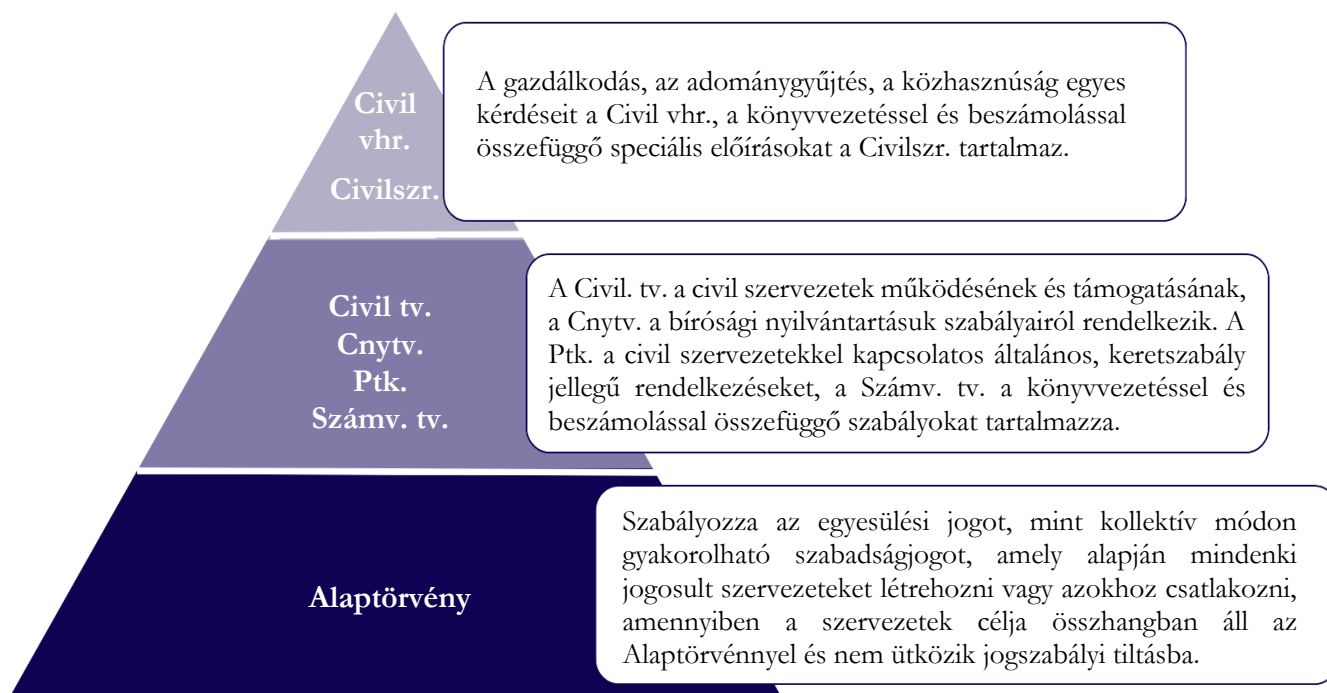 Civil
vhr.
Civilszr.
A gazdálkodás, az adománygyűjtés, a közhasznúság egyes
kérdéseit a Civil vhr., a könyvvezetéssel és beszámolással
összefüggő speciális előírásokat a Civilszr. tartalmaz.
Civil tv.
Cnytv.
Ptk.
Számv. tv.
A Civil. tv. a civil szervezetek működésének és támogatásának,
a Cnytv. a bírósági nyilvántartásuk szabályairól rendelkezik. A
Ptk. a civil szervezetekkel kapcsolatos általános, keretszabály
jellegű rendelkezéseket, a Számv. tv. a könyvvezetéssel és
beszámolással összefüggő szabályokat tartalmazza.
Alaptörvény
Szabályozza az egyesülési jogot, mint kollektív módon
gyakorolható szabadságjogot, amely alapján mindenki
jogosult szervezeteket létrehozni vagy azokhoz csatlakozni,
amennyiben a szervezetek célja összhangban áll az
Alaptörvénnyel és nem ütközik jogszabályi tiltásba.